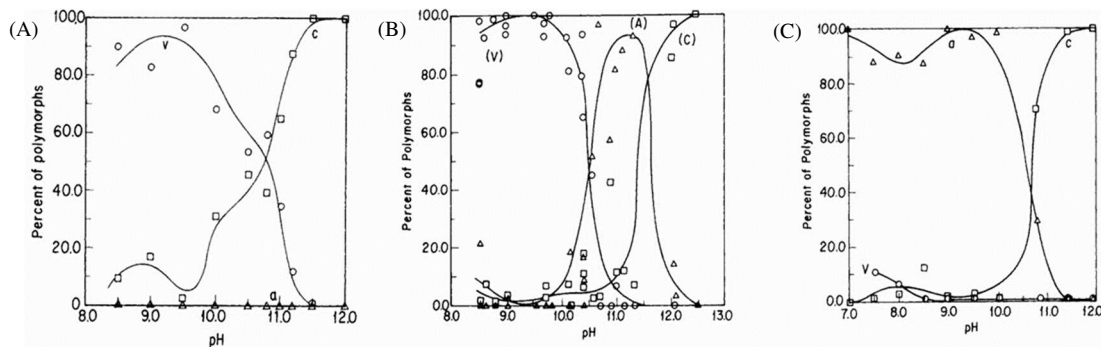 (A)
Percent of polymorphs
100.0
80.0
60.0
40.0
20.0
0
v
c
a
8.0 9.0 10.0 11.0 12.0
pH
(B)
Percent of Polymorphs
100.0
80.0
60.0
40.0
20.0
0.0
(V)
(A)
(C)
8.0 9.0 10.0 11.0 12.0 13.0
pH
(C)
Percent of Polymorphs
100.0
80.0
60.0
40.0
20.0
00.0
a
c
V
7.0 8.0 9.0 10.0 11.0 12.0
pH